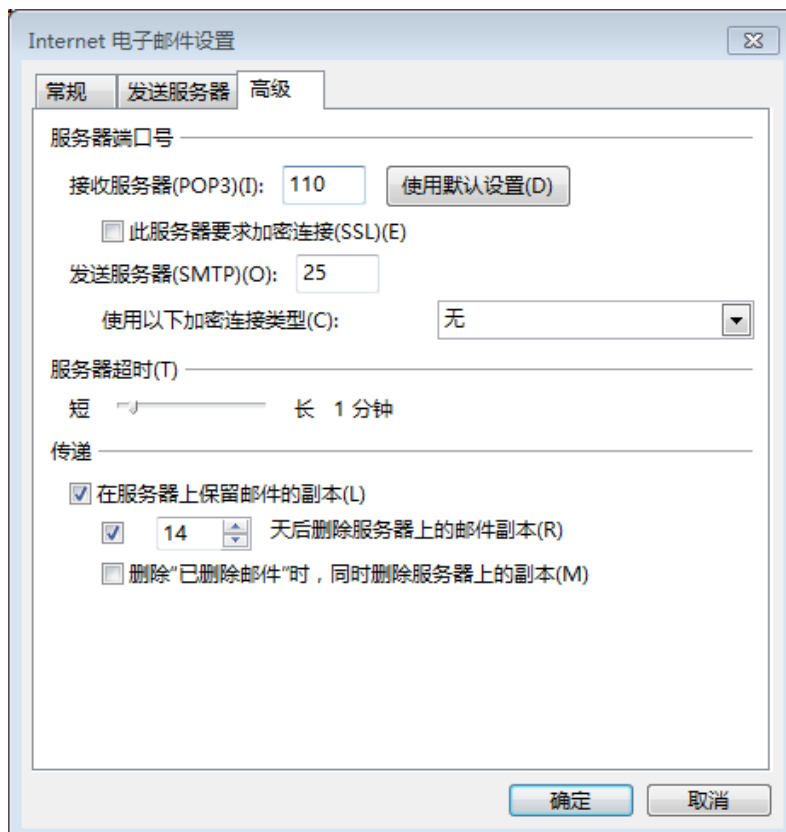 Internet 电子邮件设置
常规 发送服务器 高级
服务器端口号
接收服务器(POP3)(I): 110 使用默认设置(D)
此服务器要求加密连接(SSL)(E)
发送服务器(SMTP)(O): 25
使用以下加密连接类型(C): 无
服务器超时(T)
短 长 1 分钟
传递
在服务器上保留邮件的副本(L)
14 天后删除服务器上的邮件副本(R)
删除“已删除邮件”时，同时删除服务器上的副本(M)
确定 取消